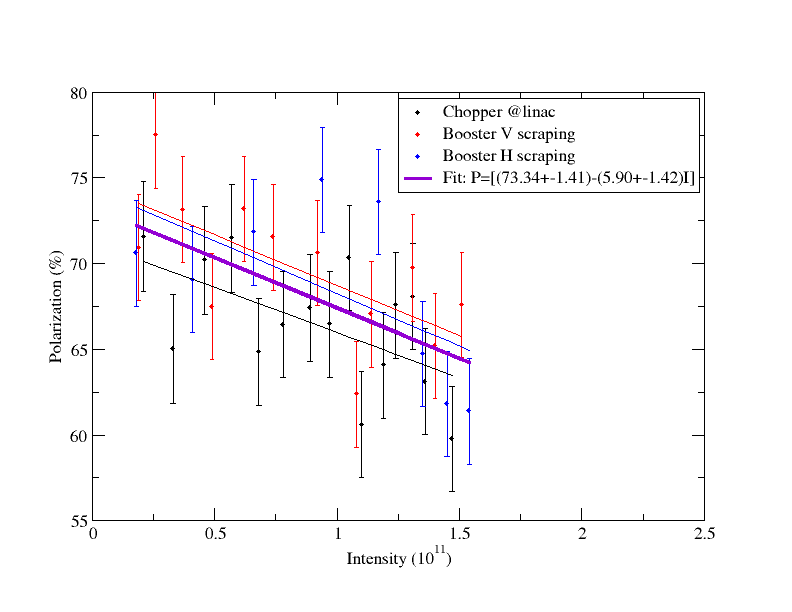 80
75
70
65
60
55
Polarization (%)
Chopper @linac
Booster V scraping
Booster H scraping
Fit: P=[(73.34+-1.41)-(5.90+-1.42)I]
0 0.5 1 1.5 2 2.5
Intensity (10^11)